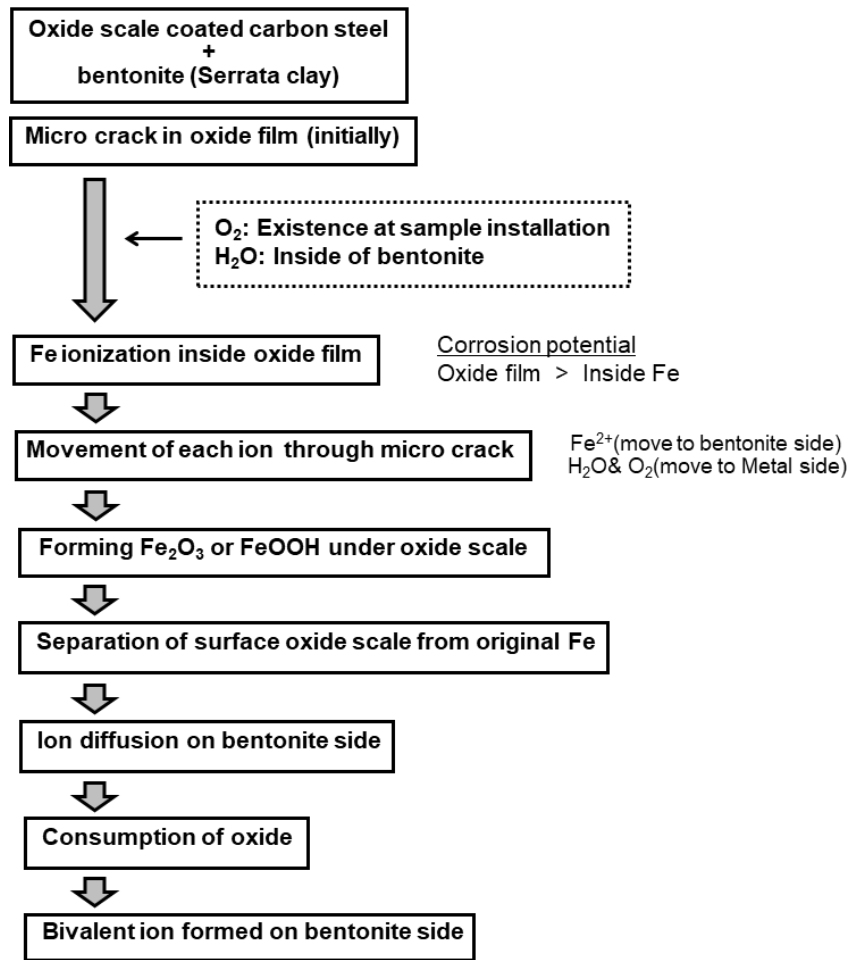 Oxide scale coated carbon steel
+
bentonite (Serrata clay)
Micro crack in oxide film (initially)
O₂: Existence at sample installation
H₂O: Inside of bentonite
Fe ionization inside oxide film
Corrosion potential
Oxide film > Inside Fe
Movement of each ion through micro crack
Fe²⁺(move to bentonite side)
H₂O& O₂(move to Metal side)
Forming Fe₂O₃ or FeOOH under oxide scale
Separation of surface oxide scale from original Fe
Ion diffusion on bentonite side
Consumption of oxide
Bivalent ion formed on bentonite side